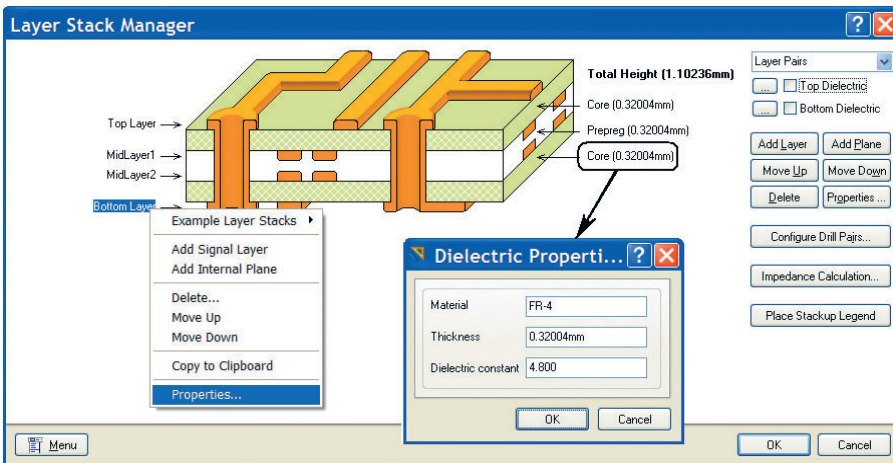 Layer Stack Manager
Total Height (1.10236mm)
Core (0.32004mm)
Prepreg (0.32004mm)
Core (0.32004mm)
Top Layer
MidLayer1
MidLayer2
Bottom Layer
Layer Pairs
... Top Dielectric
... Bottom Dielectric
Add Layer Add Plane
Move Up Move Down
Delete Properties ...
Configure Drill Pairs...
Impedance Calculation...
Place Stackup Legend
Example Layer Stacks
Add Signal Layer
Add Internal Plane
Delete...
Move Up
Move Down
Copy to Clipboard
Properties...
Dielectric Properti...
Material FR-4
Thickness 0.32004mm
Dielectric constant 4.800
OK Cancel
Menu
OK Cancel